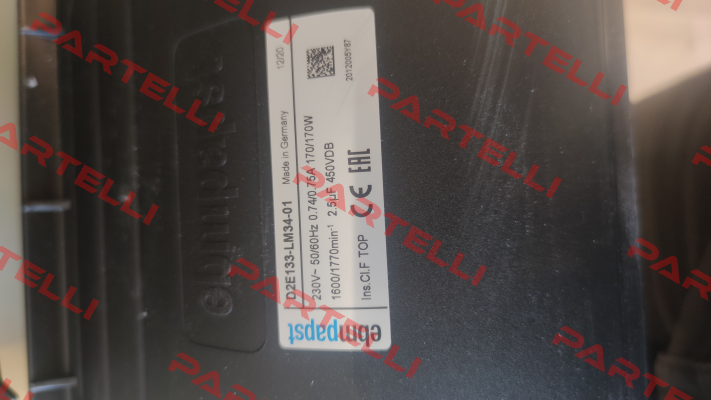 ebmpapst
D2E133-LM34-01 Made in Germany 12/20
230V~ 50/60Hz 0.74/0.75A 170/170W
1600/1770min-¹ 2.5µF 450VDB
Ins.Cl.F TOP CE EAC
2012005Y67
ebmpapst
PARTELLI
PARTELLI
PARTELLI
PARTELLI
PARTELLI
PARTELLI
PARTELLI
PARTELLI
PARTELLI
PARTELLI